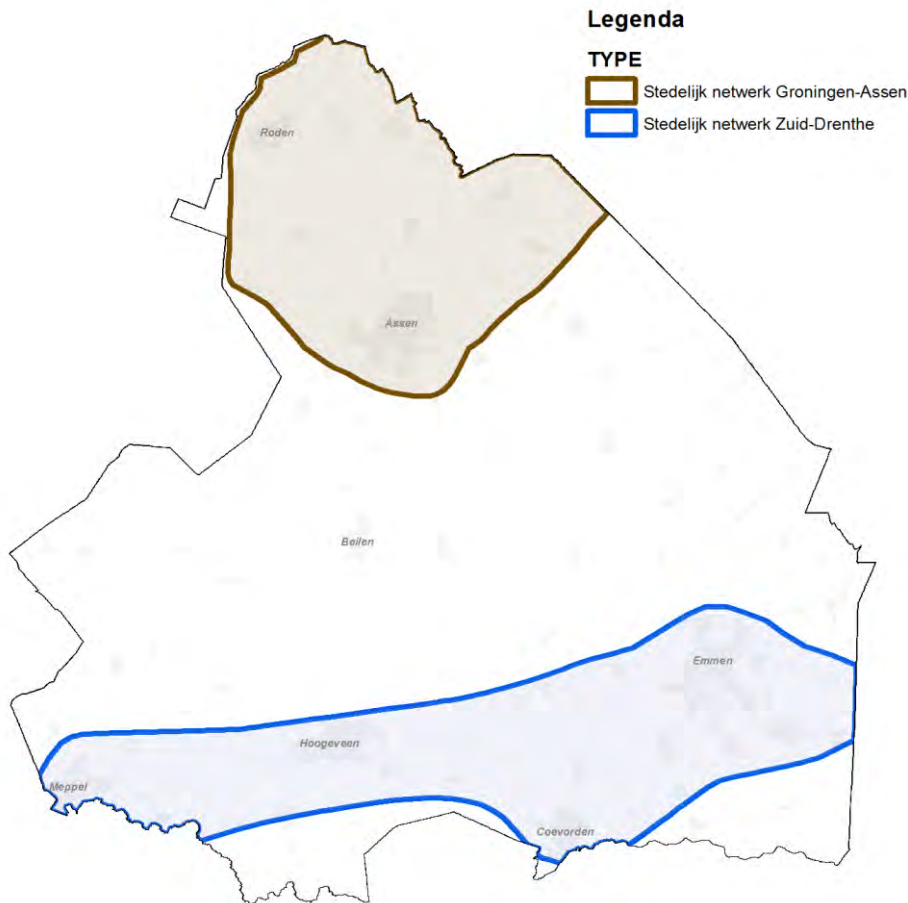 Legenda
TYPE
Stedelijk netwerk Groningen-Assen
Stedelijk netwerk Zuid-Drenthe
Roden
Assen
Beilen
Emmen
Hoogeveen
Meppel
Coevorden